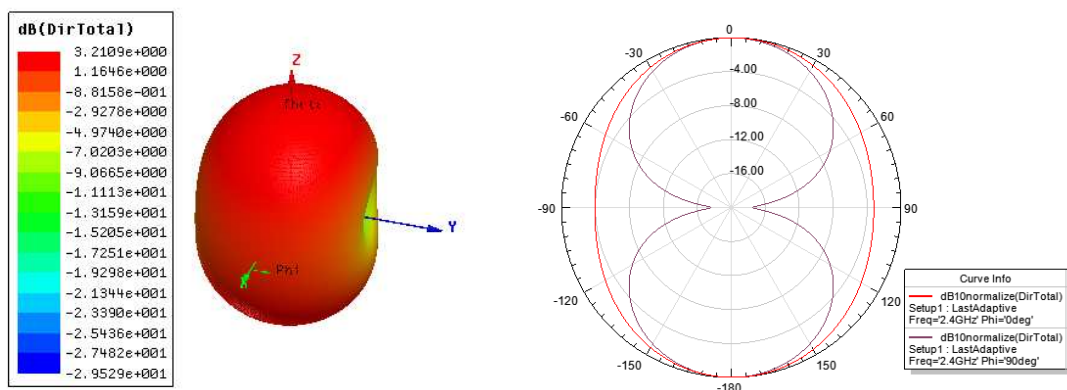 dB(DirTotal)
3.2109e+000
1.1646e+000
-8.8158e-001
-2.9278e+000
-4.9740e+000
-7.0203e+000
-9.0665e+000
-1.1113e+001
-1.3159e+001
-1.5205e+001
-1.7251e+001
-1.9298e+001
-2.1344e+001
-2.3390e+001
-2.5436e+001
-2.7482e+001
-2.9529e+001
Z
Y
Phi
0
-30
30
-60
60
-90
90
-120
120
-150
150
-180
-4.00
-8.00
-12.00
-16.00
Curve Info
dB10normalize(DirTotal)
Setup1 : LastAdaptive
Freq='2.4GHz' Phi='0deg'
dB10normalize(DirTotal)
Setup1 : LastAdaptive
Freq='2.4GHz' Phi='90deg'